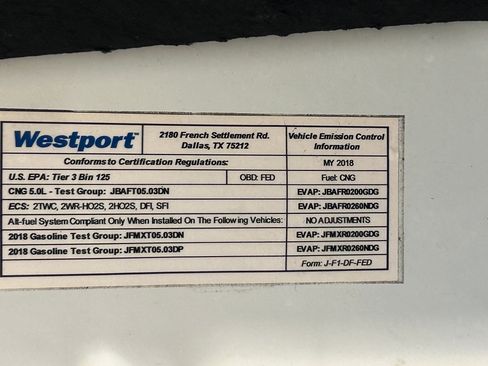 Westport™
2180 French Settlement Rd.
Dallas, TX 75212
Vehicle Emission Control
Information
Conforms to Certification Regulations:
MY 2018
U.S. EPA: Tier 3 Bin 125
OBD: FED
Fuel: CNG
CNG 5.0L - Test Group: JBAFT05.03DN
EVAP: JBAFR0200GDG
ECS: 2TWC, 2WR-HO2S, 2HO2S, DFI, SFI
EVAP: JBAFR0260NDG
Alt-fuel System Compliant Only When Installed On The Following Vehicles:
NO ADJUSTMENTS
2018 Gasoline Test Group: JFMXT05.03DN
EVAP: JFMXR0200GDG
2018 Gasoline Test Group: JFMXT05.03DP
EVAP: JFMXR0260NDG
Form: J-F1-DF-FED